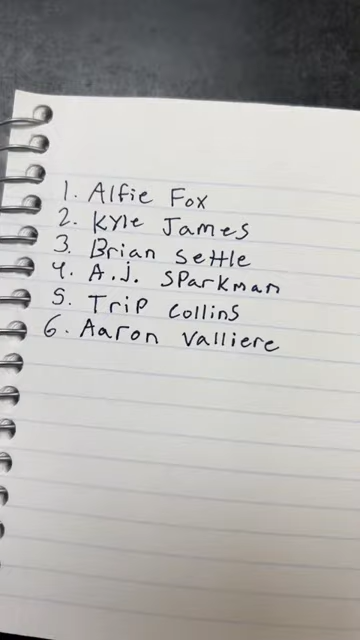 1. Alfie Fox
2. Kyle James
3. Brian Settle
4. A.J. Sparkman
5. Trip Collins
6. Aaron Valliere